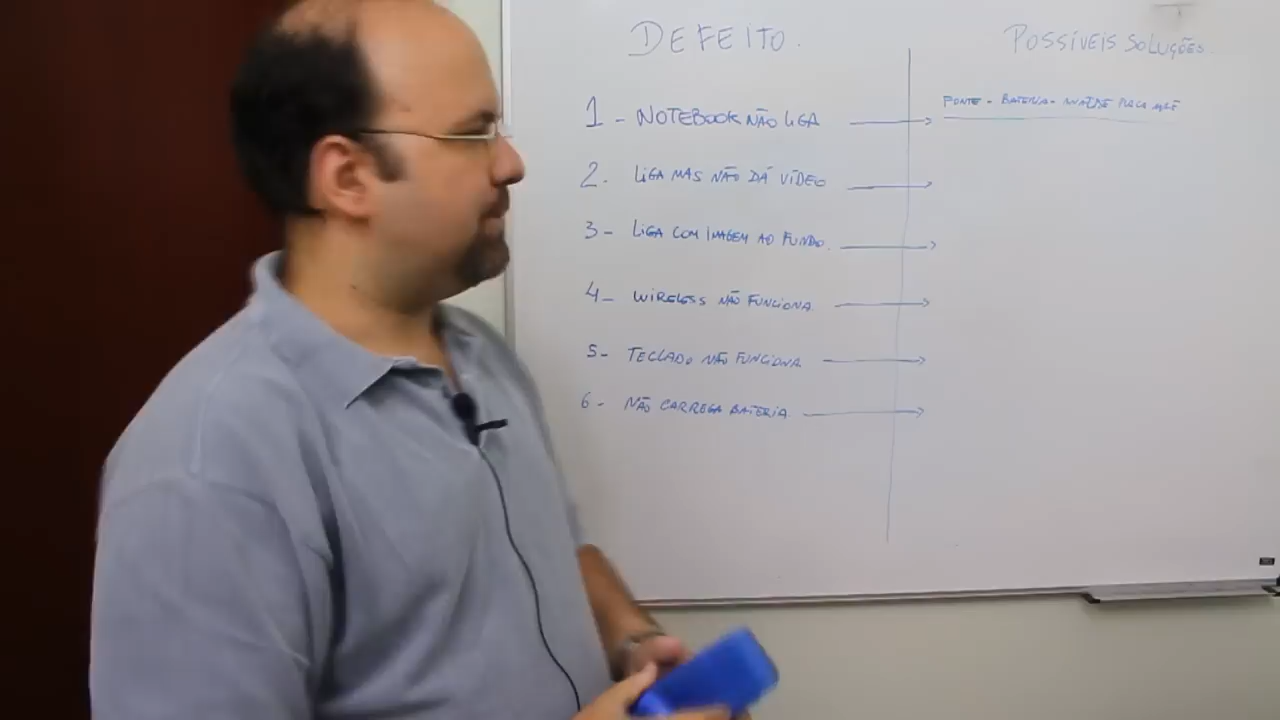 DEFEITO.
POSSÍVEIS SOLUÇÕES.
1 - NOTEBOOK NÃO LIGA
FONTE - BATERIA - ANALISE PLACA MÃE
2. LIGA MAS NÃO DÁ VÍDEO
3 - LIGA COM IMAGEM AO FUNDO.
4 - WIRELESS NÃO FUNCIONA
5 - TECLADO NÃO FUNCIONA.
6 - NÃO CARREGA BATERIA.